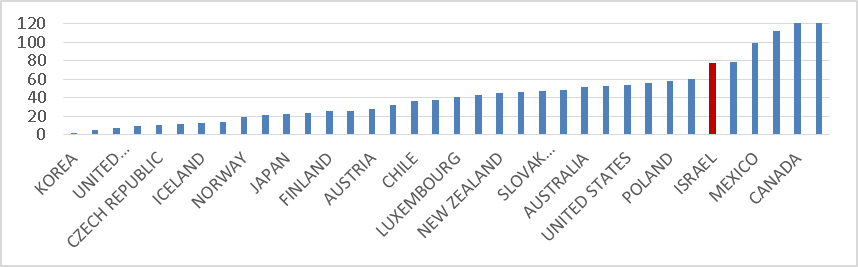 120
100
80
60
40
20
0
KOREA
UNITED...
CZECH REPUBLIC
ICELAND
NORWAY
JAPAN
FINLAND
AUSTRIA
CHILE
LUXEMBOURG
NEW ZEALAND
SLOVAK...
AUSTRALIA
UNITED STATES
POLAND
ISRAEL
MEXICO
CANADA